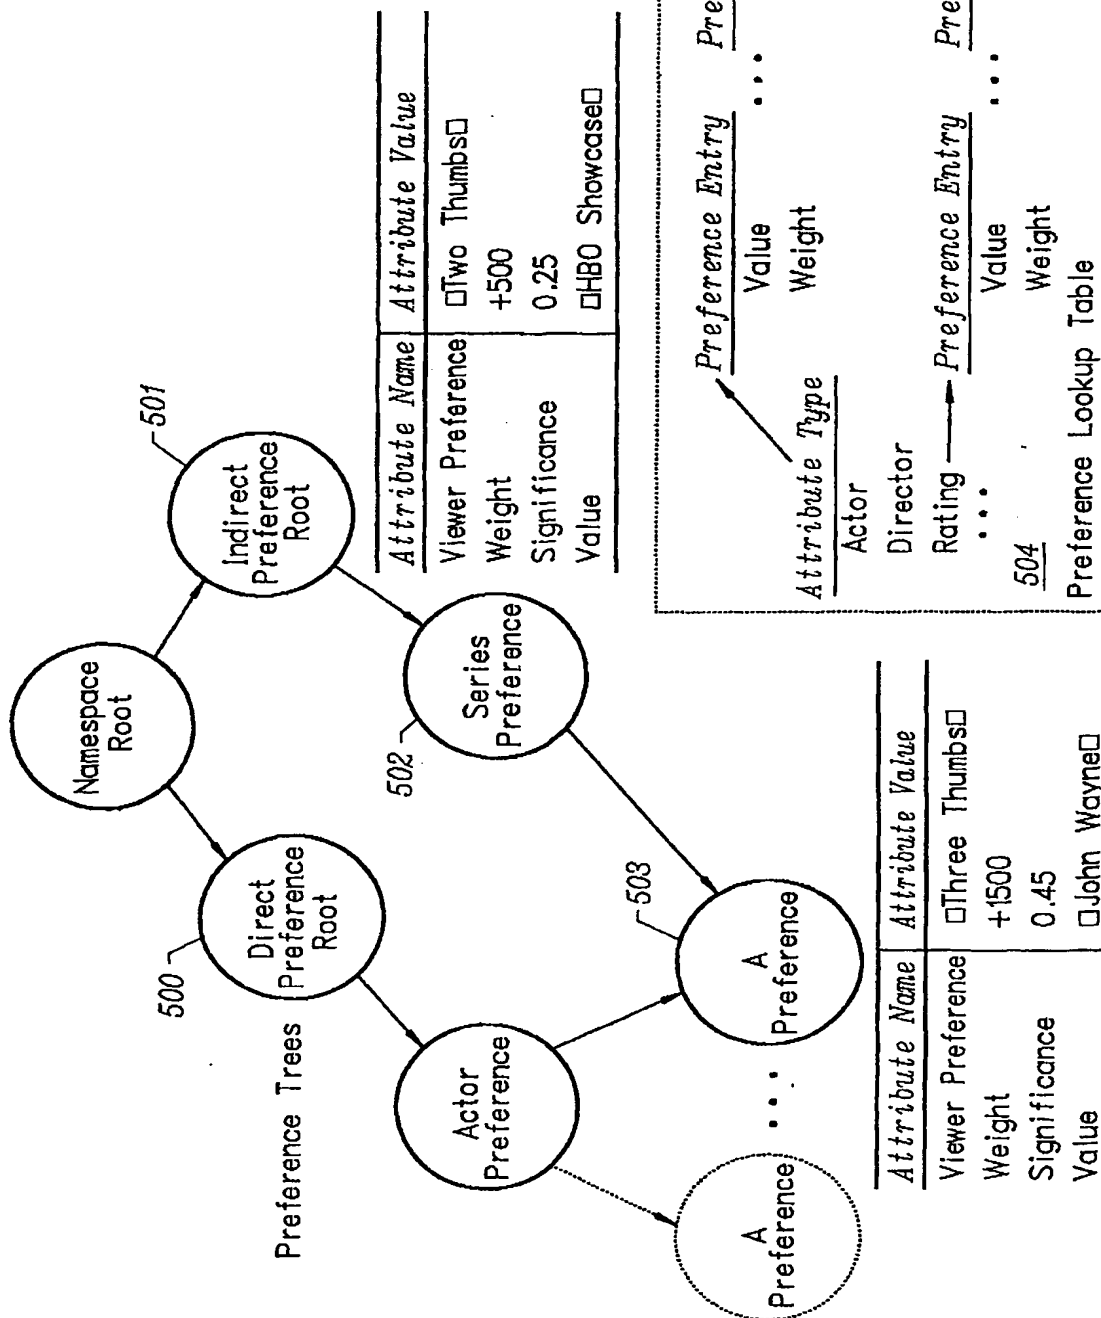 Preference Trees
Namespace
Root
500
Direct
Preference
Root
501
Indirect
Preference
Root
Actor
Preference
502
Series
Preference
A
Preference
...
503
A
Preference
Attribute Name Attribute Value
Viewer Preference □Two Thumbs□
Weight +500
Significance 0.25
Value □HBO Showcase□
Attribute Name Attribute Value
Viewer Preference □Three Thumbs□
Weight +1500
Significance 0.45
Value □John Wayne□
Preference Entry
Value
Weight
...
Attribute Type
Actor
Director
Rating
...
Preference Entry
Value
Weight
...
504
Preference Lookup Table